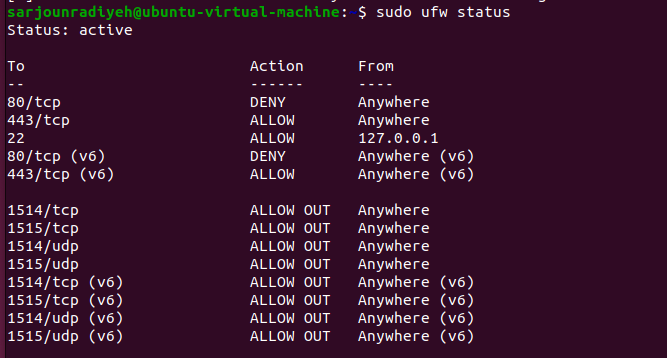 sarjounradiyeh@ubuntu-virtual-machine:~$ sudo ufw status
Status: active
To                         Action      From
--                         ------      ----
80/tcp                     DENY        Anywhere
443/tcp                    ALLOW       Anywhere
22                         ALLOW       127.0.0.1
80/tcp (v6)                DENY        Anywhere (v6)
443/tcp (v6)               ALLOW       Anywhere (v6)
1514/tcp                   ALLOW OUT   Anywhere
1515/tcp                   ALLOW OUT   Anywhere
1514/udp                   ALLOW OUT   Anywhere
1515/udp                   ALLOW OUT   Anywhere
1514/tcp (v6)              ALLOW OUT   Anywhere (v6)
1515/tcp (v6)              ALLOW OUT   Anywhere (v6)
1514/udp (v6)              ALLOW OUT   Anywhere (v6)
1515/udp (v6)              ALLOW OUT   Anywhere (v6)